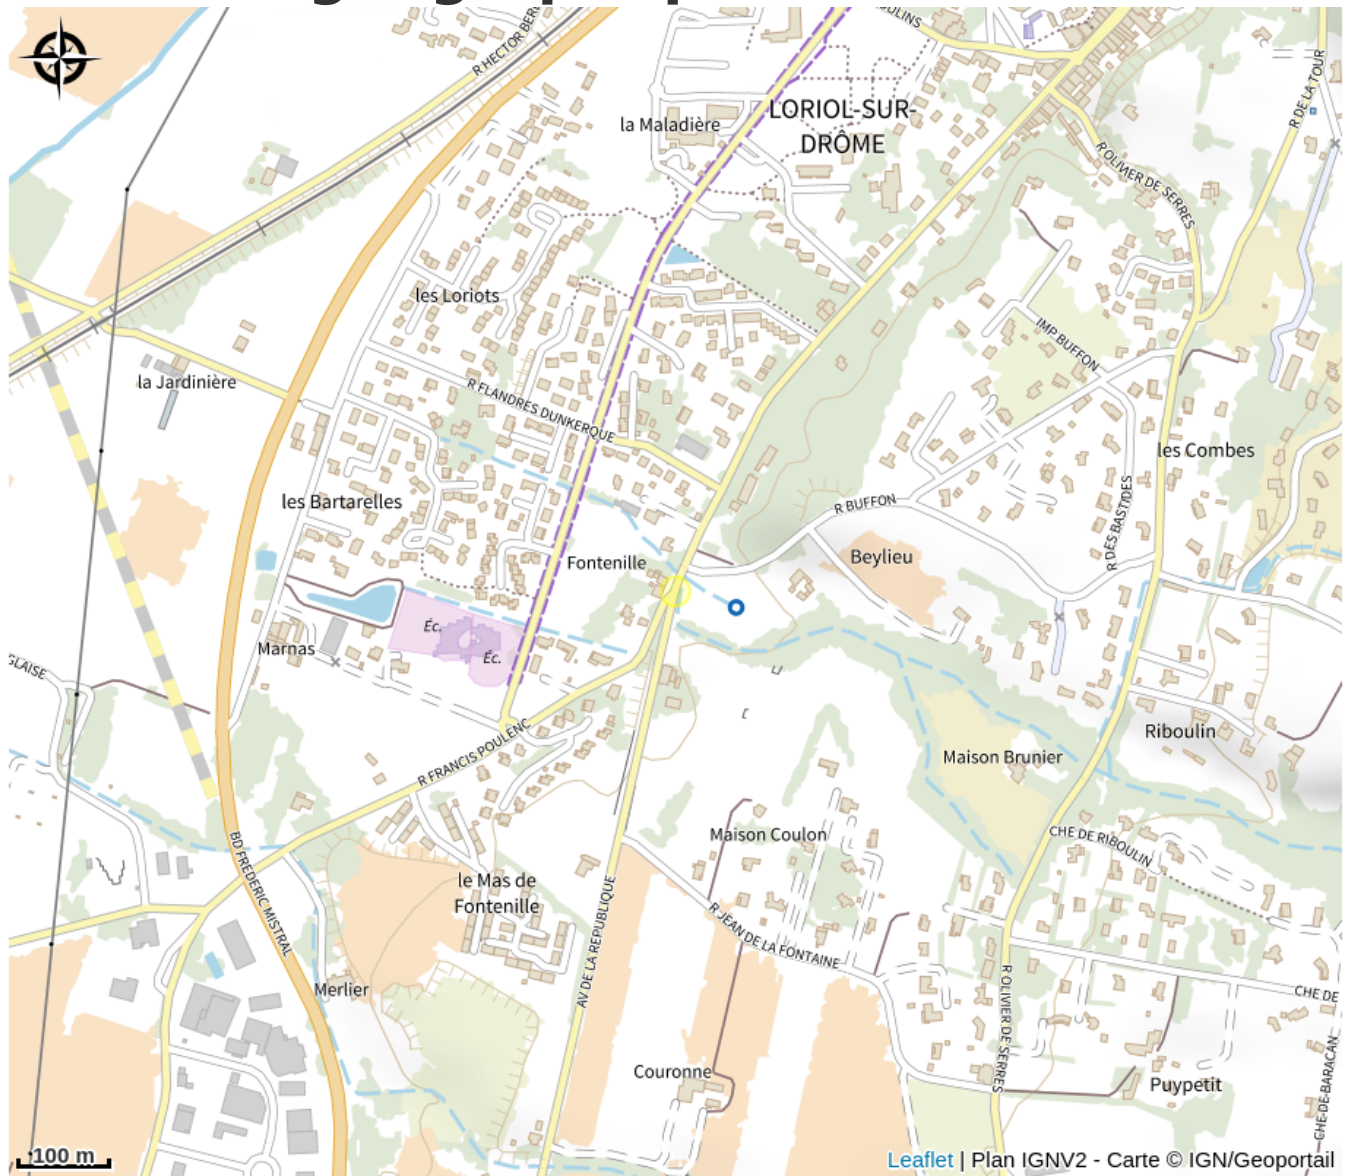 R HECTOR BERL
OULINS
R DE LA TOUR
la Maladière
LORIOL-SUR-
DRÔME
R OLIVIER DE SERRES
les Loriots
IMP BUFFON
la Jardinière
R FLANDRES DUNKERQUE
les Combes
les Bartarelles
R BUFFON
R DES BASTIDES
Fontenille
Beylieu
Éc.
Éc.
Marnas
GLAISE
R FRANCIS POULENC
Riboulin
Maison Brunier
BD FREDERIC MISTRAL
Maison Coulon
CHE DE RIBOULIN
le Mas de
Fontenille
AV DE LA REPUBLIQUE
R JEAN DE LA FONTAINE
Merlier
R OLIVIER DE SERRES
CHE DE
Couronne
Puypetit
CHE-DE-BARACAN
100 m
Leaflet | Plan IGNV2 - Carte © IGN/Geoportail